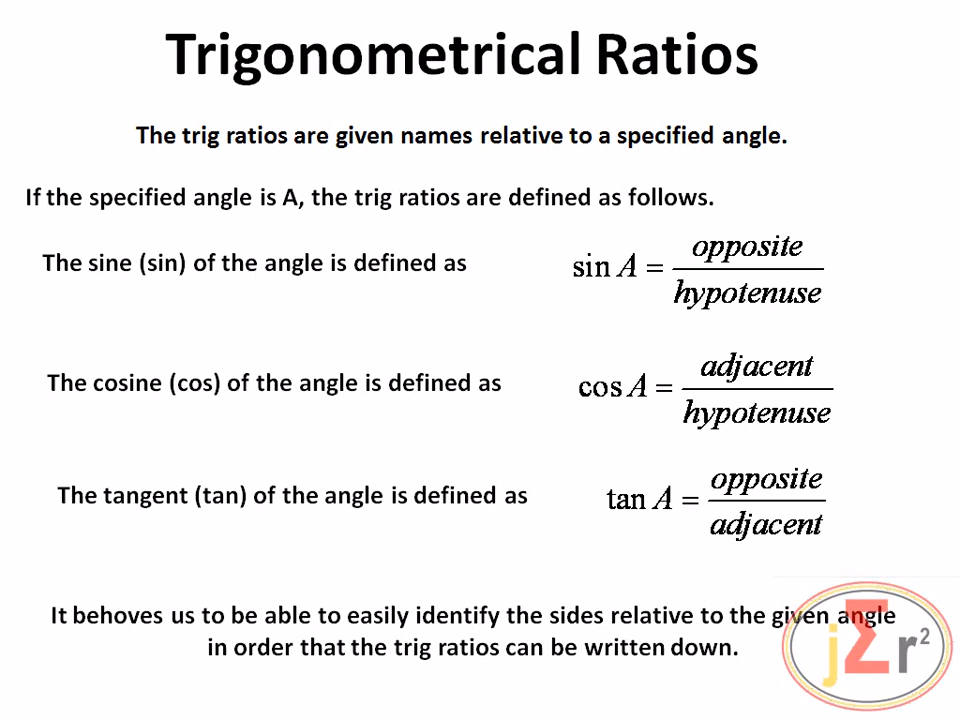 Trigonometrical Ratios
The trig ratios are given names relative to a specified angle.
If the specified angle is A, the trig ratios are defined as follows.
The sine (sin) of the angle is defined as sin A = opposite / hypotenuse
The cosine (cos) of the angle is defined as cos A = adjacent / hypotenuse
The tangent (tan) of the angle is defined as tan A = opposite / adjacent
It behoves us to be able to easily identify the sides relative to the given angle
in order that the trig ratios can be written down.
jΣr²